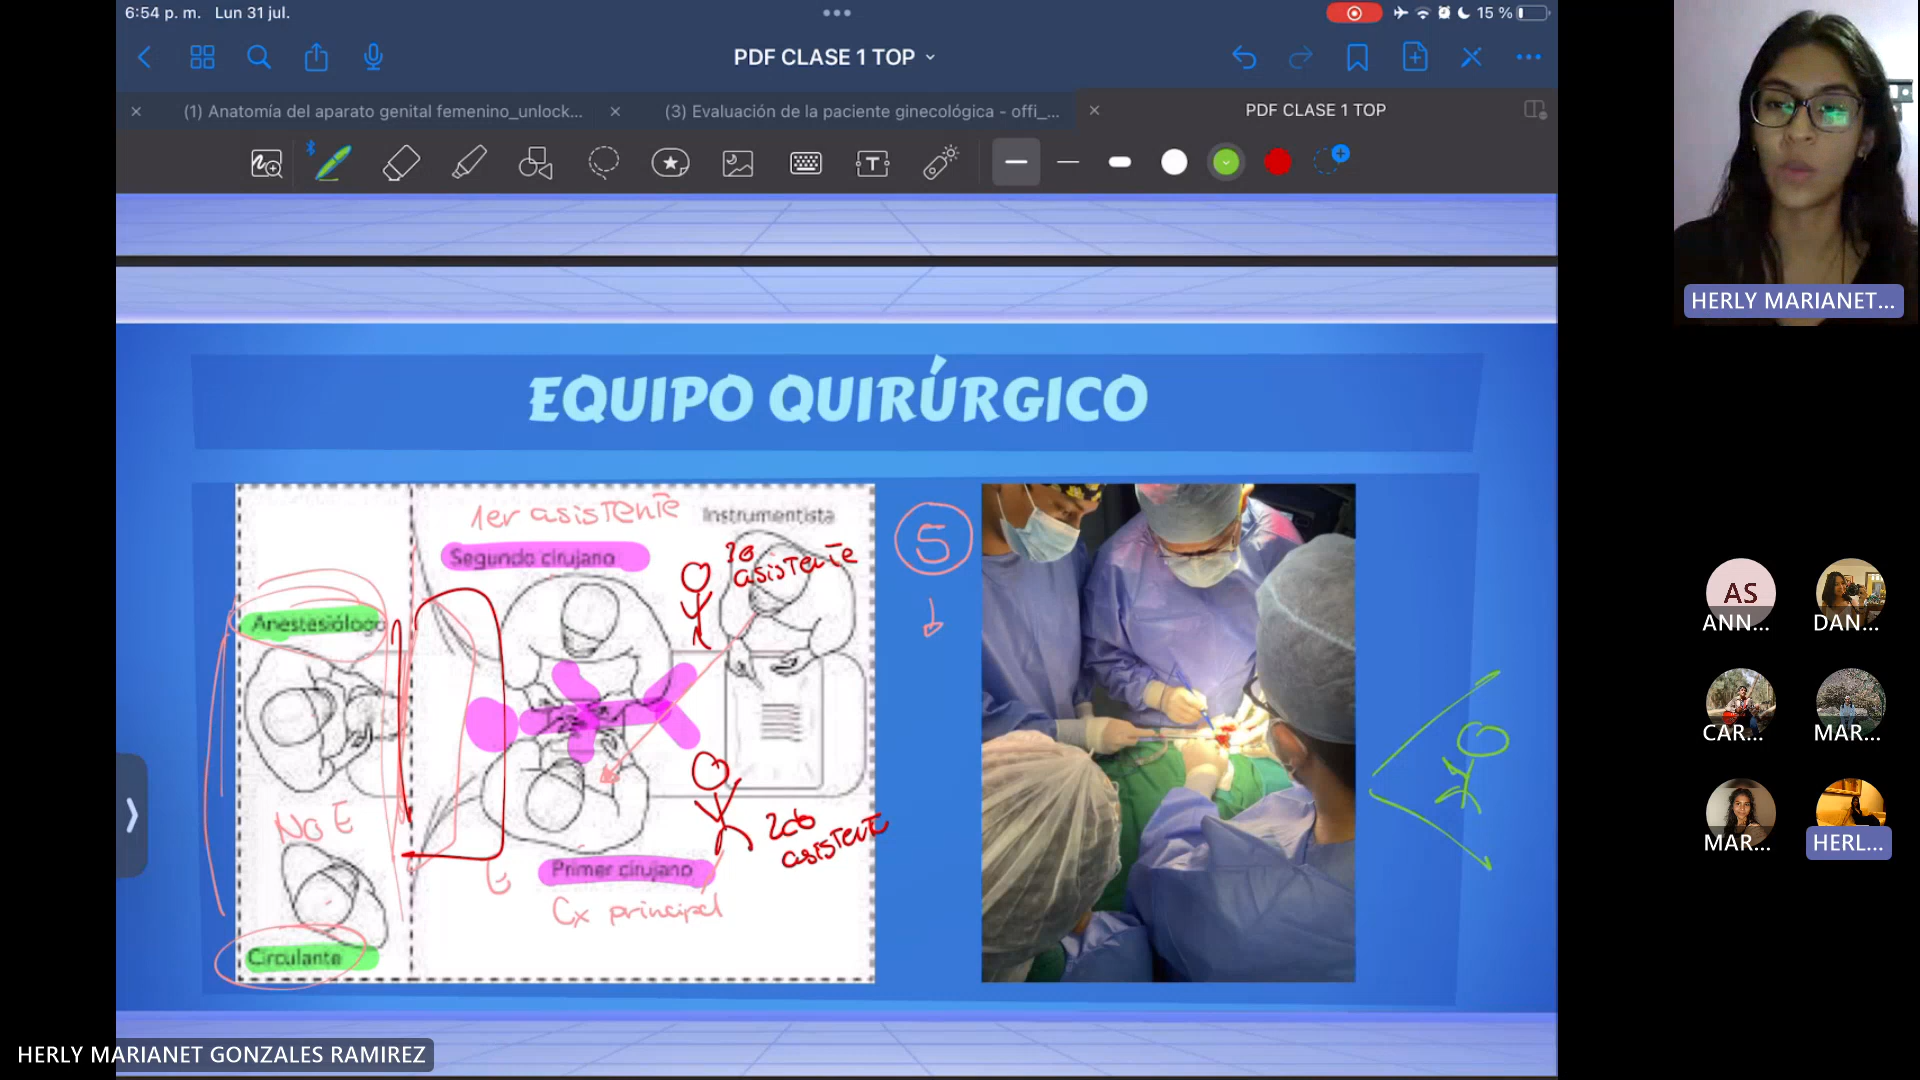 6:54 p. m. Lun 31 jul.
15 %
PDF CLASE 1 TOP
(1) Anatomía del aparato genital femenino_unlock...
(3) Evaluación de la paciente ginecológica - offi_...
PDF CLASE 1 TOP
EQUIPO QUIRÚRGICO
1er asistente
Instrumentista
Segundo cirujano
asistente
5
Anestesiólogo
NO E
2do
asistente
Primer cirujano
E
Cx principal
Circulante
HERLY MARIANET...
AS
ANN...
DAN...
CAR...
MAR...
MAR...
HERL...
HERLY MARIANET GONZALES RAMIREZ